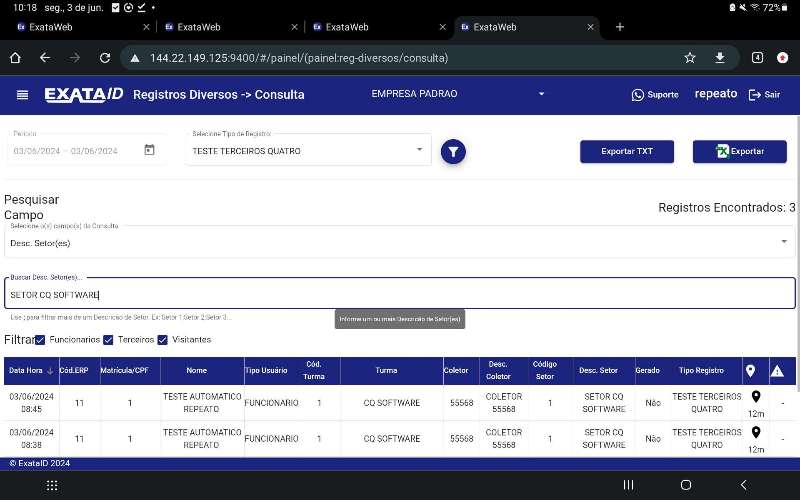 10:18 seg., 3 de jun. 72%
ExataWeb ExataWeb ExataWeb ExataWeb
144.22.149.125:9400/#/painel/(painel:reg-diversos/consulta) 4
EXATA ID Registros Diversos -> Consulta EMPRESA PADRAO Suporte repeato Sair
Período
03/06/2024 – 03/06/2024
Selecione Tipo de Registro:
TESTE TERCEIROS QUATRO
Exportar TXT Exportar
Pesquisar
Campo
Registros Encontrados: 3
Selecione o(s) campo(s) da Consulta
Desc. Setor(es)
Buscar Desc. Setor(es)...
SETOR CQ SOFTWARE
Use ; para filtrar mais de um Descricão de Setor. Ex: Setor 1;Setor 2;Setor 3...
Informe um ou mais Descricão de Setor(es)
Filtrar Funcionarios Terceiros Visitantes
Data Hora Cód.ERP Matrícula/CPF Nome Tipo Usuário Cód. Turma Turma Coletor Desc. Coletor Código Setor Desc. Setor Gerado Tipo Registro
03/06/2024 08:45 11 1 TESTE AUTOMATICO REPEATO FUNCIONARIO 1 CQ SOFTWARE 55568 COLETOR 55568 1 SETOR CQ SOFTWARE Não TESTE TERCEIROS QUATRO 12m -
03/06/2024 08:38 11 1 TESTE AUTOMATICO REPEATO FUNCIONARIO 1 CQ SOFTWARE 55568 COLETOR 55568 1 SETOR CQ SOFTWARE Não TESTE TERCEIROS QUATRO 12m -
© ExataID 2024